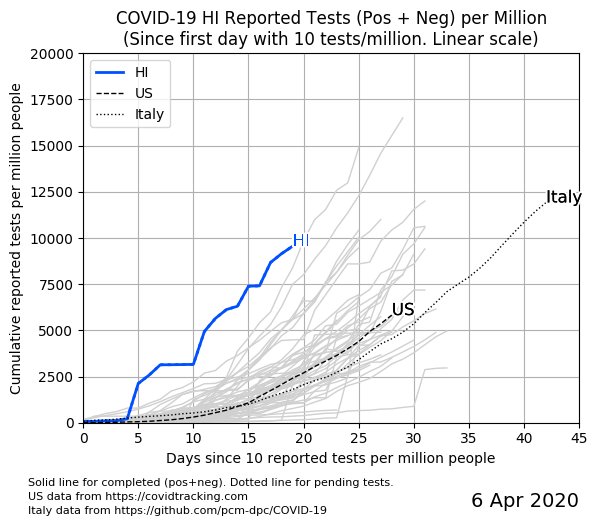 COVID-19 HI Reported Tests (Pos + Neg) per Million
(Since first day with 10 tests/million. Linear scale)
Cumulative reported tests per million people
20000
17500
15000
12500
10000
7500
5000
2500
0
HI
US
Italy
HI
US
Italy
0 5 10 15 20 25 30 35 40 45
Days since 10 reported tests per million people
Solid line for completed (pos+neg). Dotted line for pending tests.
US data from https://covidtracking.com
Italy data from https://github.com/pcm-dpc/COVID-19
6 Apr 2020